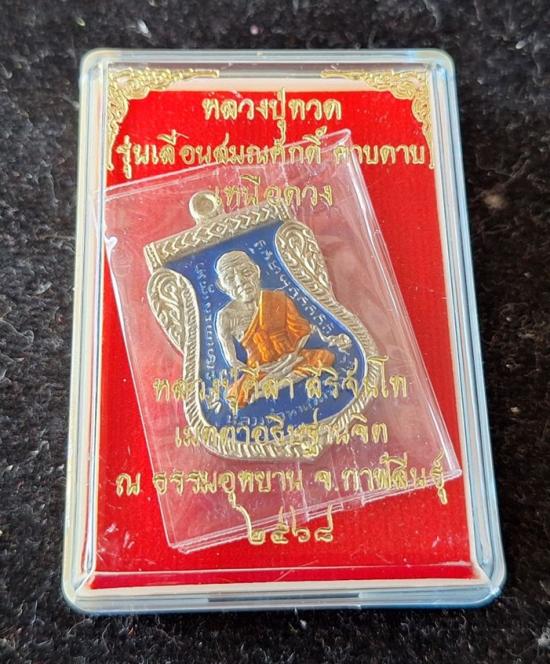 หลวงปู่ทวด
รุ่นเลื่อนสมณศักดิ์ คาบดาบ
เหนือดวง
หลวงปู่ศิลา สิริจันโท
เมตตาอธิษฐานจิต
ณ ธรรมอุทยาน จ.กาฬสินธุ์
๒๕๖๘